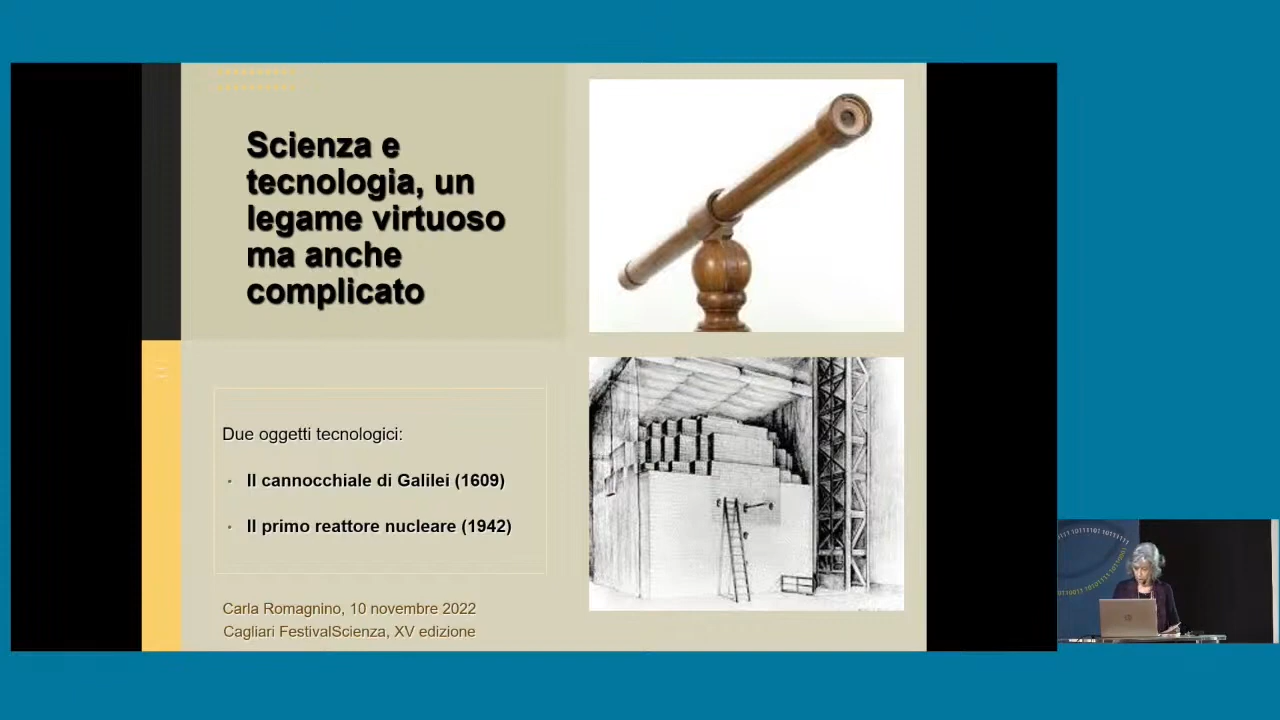 Scienza e
tecnologia, un
legame virtuoso
ma anche
complicato
Due oggetti tecnologici:
Il cannocchiale di Galilei (1609)
Il primo reattore nucleare (1942)
Carla Romagnino, 10 novembre 2022
Cagliari FestivalScienza, XV edizione